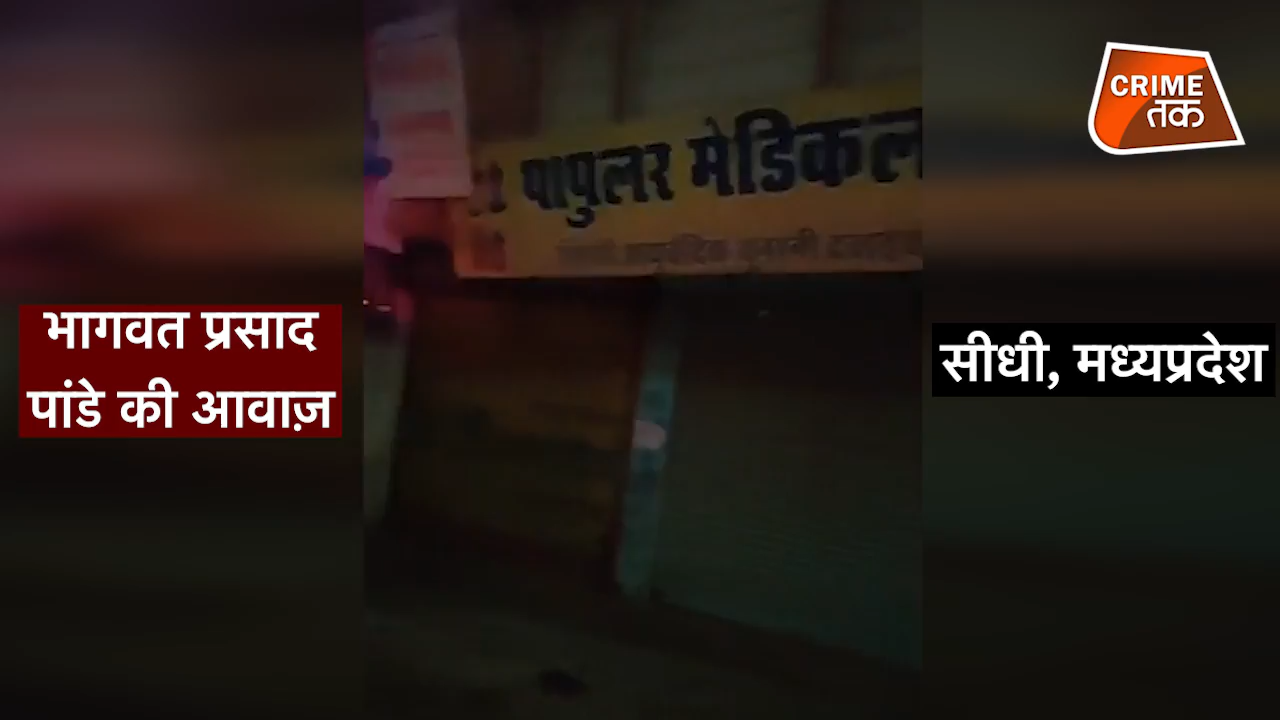 CRIME
तक
पापुलर मेडिकल
भागवत प्रसाद
पांडे की आवाज़
सीधी, मध्यप्रदेश